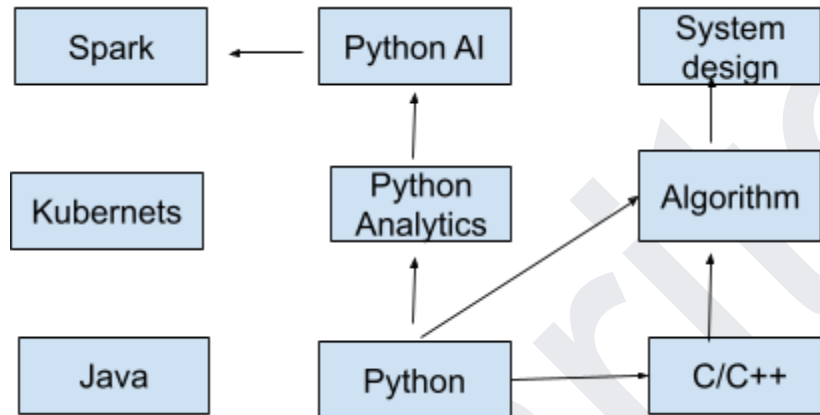 Spark
Python AI
System
design
Kubernets
Python
Analytics
Algorithm
Java
Python
C/C++